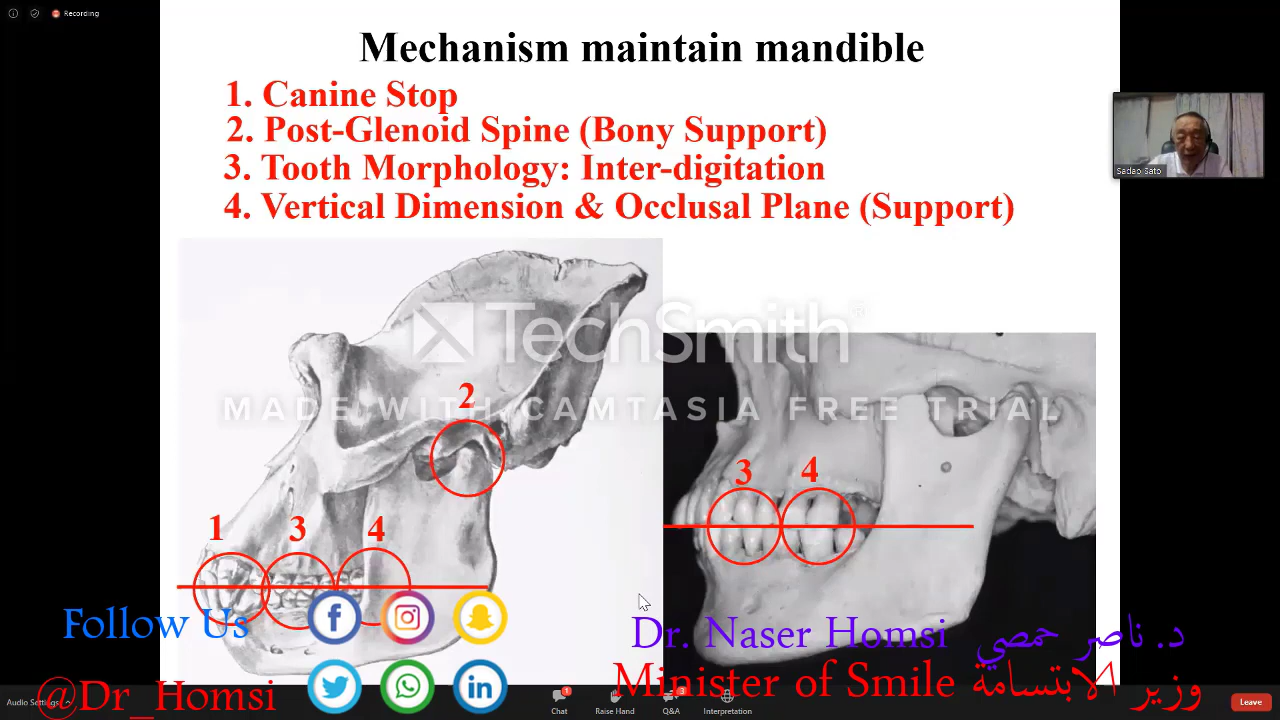 Recording
Mechanism maintain mandible
1. Canine Stop
2. Post-Glenoid Spine (Bony Support)
3. Tooth Morphology: Inter-digitation
4. Vertical Dimension & Occlusal Plane (Support)
Sadao Sato
TechSmith®
MADE WITH CAMTASIA FREE TRIAL
2
1
3
4
3
4
Follow Us
@Dr_Homsi
Dr. Naser Homsi د. ناصر حمصي
Minister of Smile وزير الابتسامة
Audio Settings
Chat
1
Raise Hand
Q&A
3
Interpretation
Leave